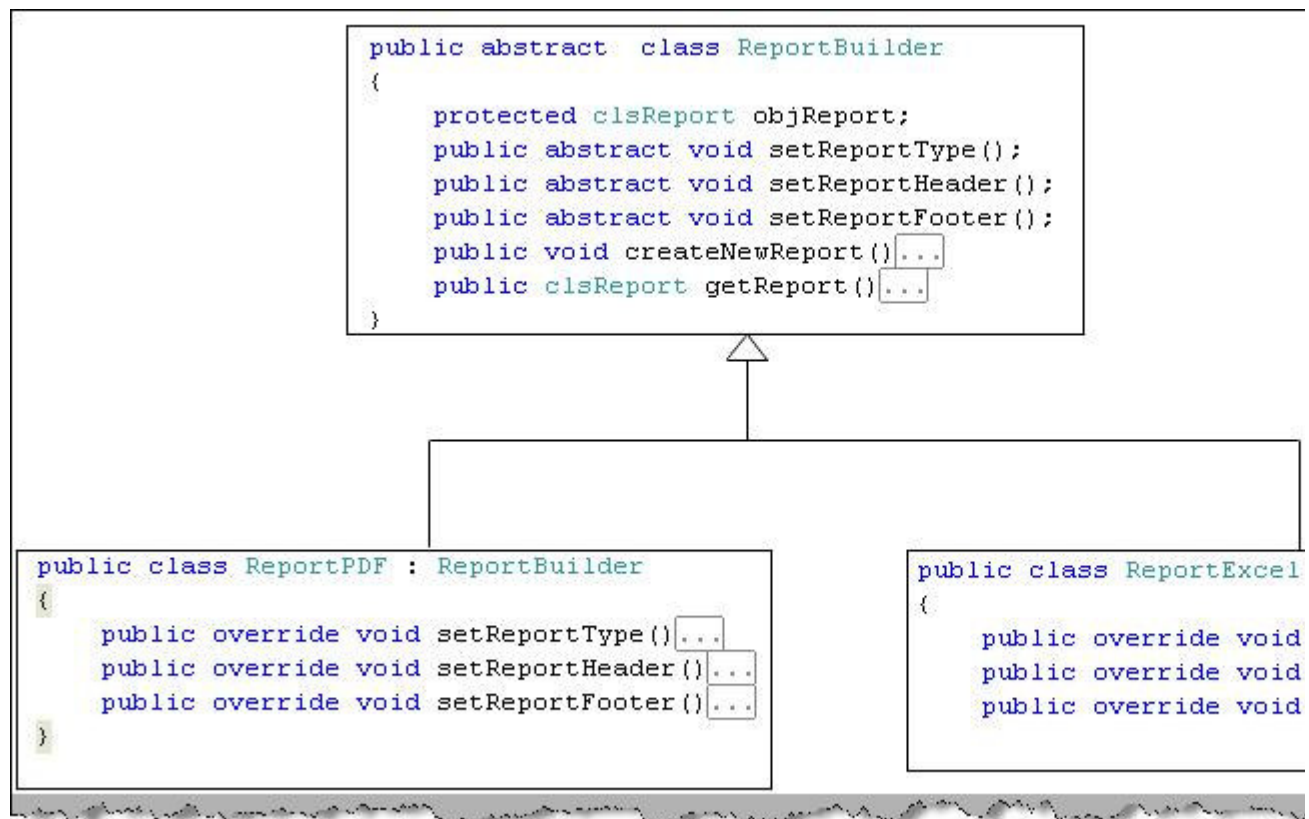 public abstract  class ReportBuilder
{
protected clsReport objReport;
public abstract void setReportType();
public abstract void setReportHeader();
public abstract void setReportFooter();
public void createNewReport()...
public clsReport getReport()...
}
public class ReportPDF : ReportBuilder
{
public override void setReportType()...
public override void setReportHeader()...
public override void setReportFooter()...
}
public class ReportExcel
{
public override void
public override void
public override void